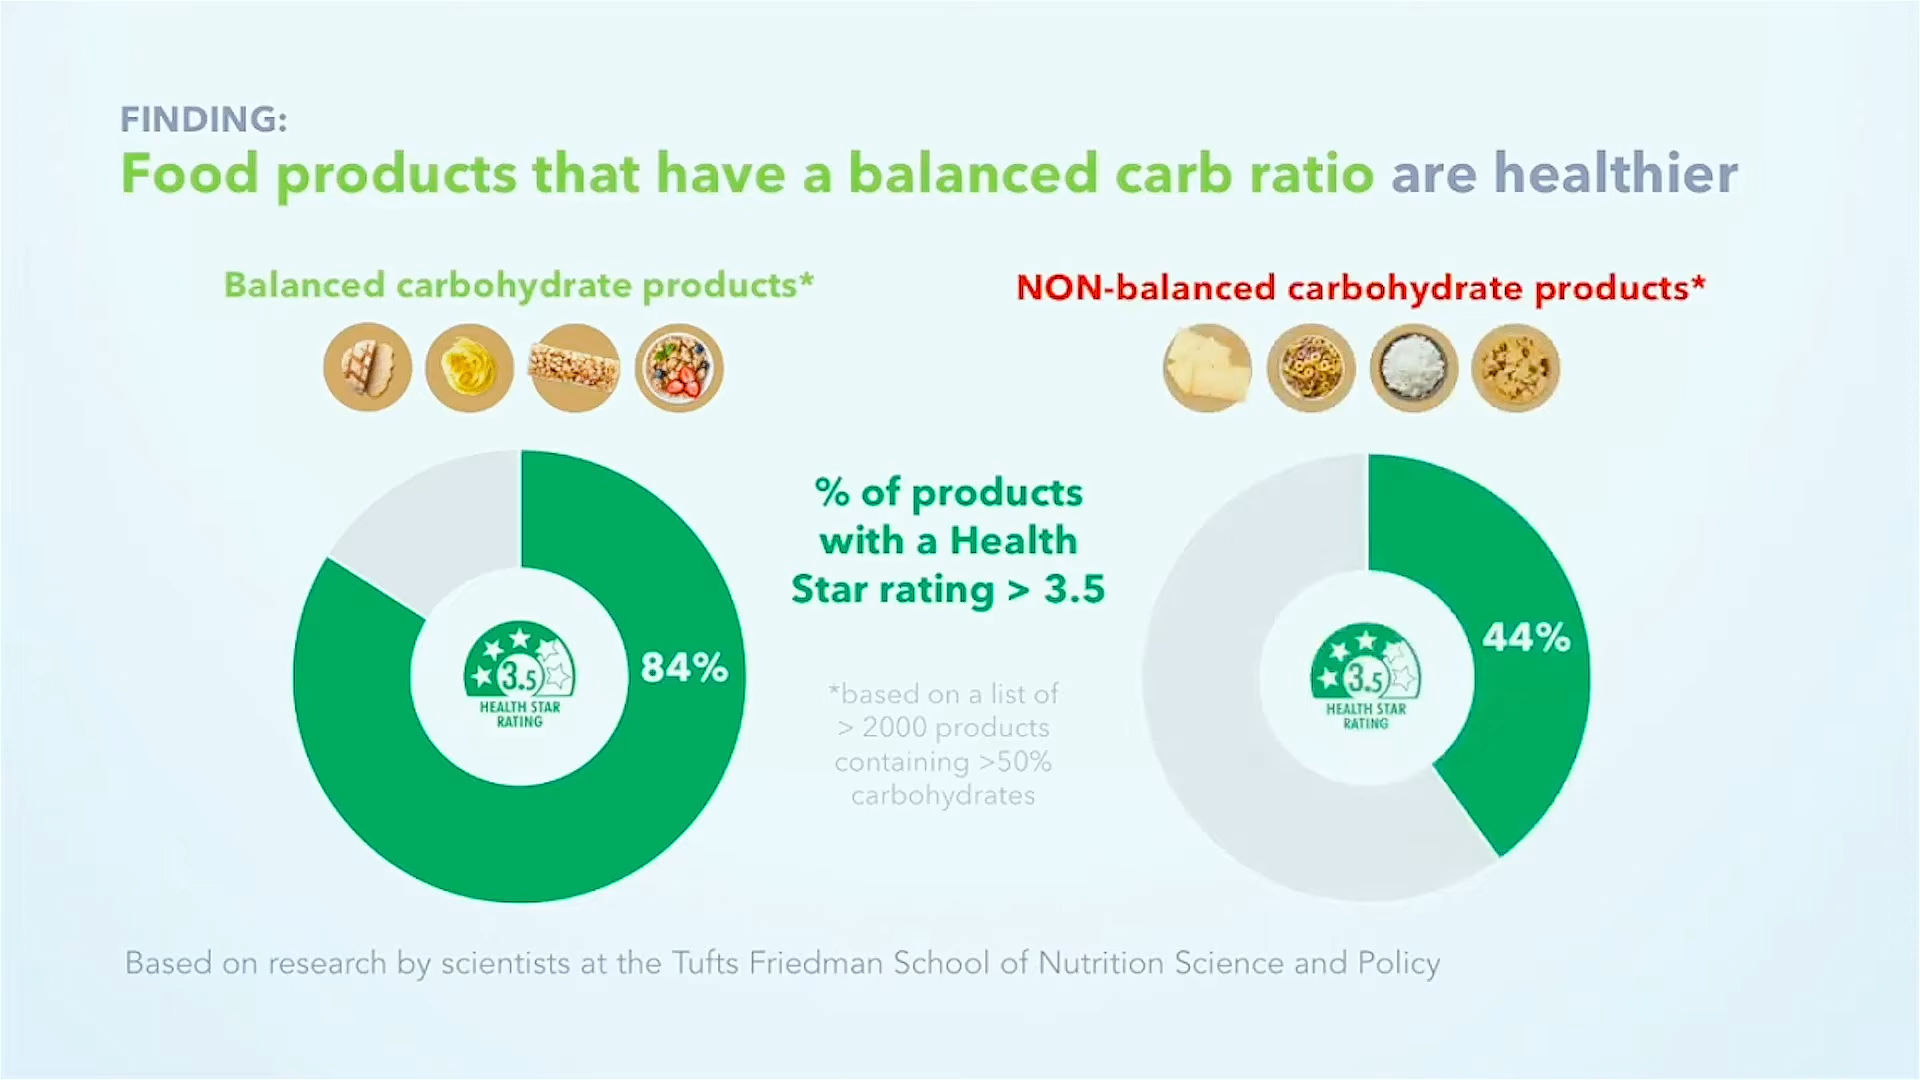 FINDING:
Food products that have a balanced carb ratio are healthier
Balanced carbohydrate products*
NON-balanced carbohydrate products*
% of products
with a Health
Star rating > 3.5
84%
3.5
HEALTH STAR
RATING
44%
3.5
HEALTH STAR
RATING
*based on a list of
> 2000 products
containing >50%
carbohydrates
Based on research by scientists at the Tufts Friedman School of Nutrition Science and Policy